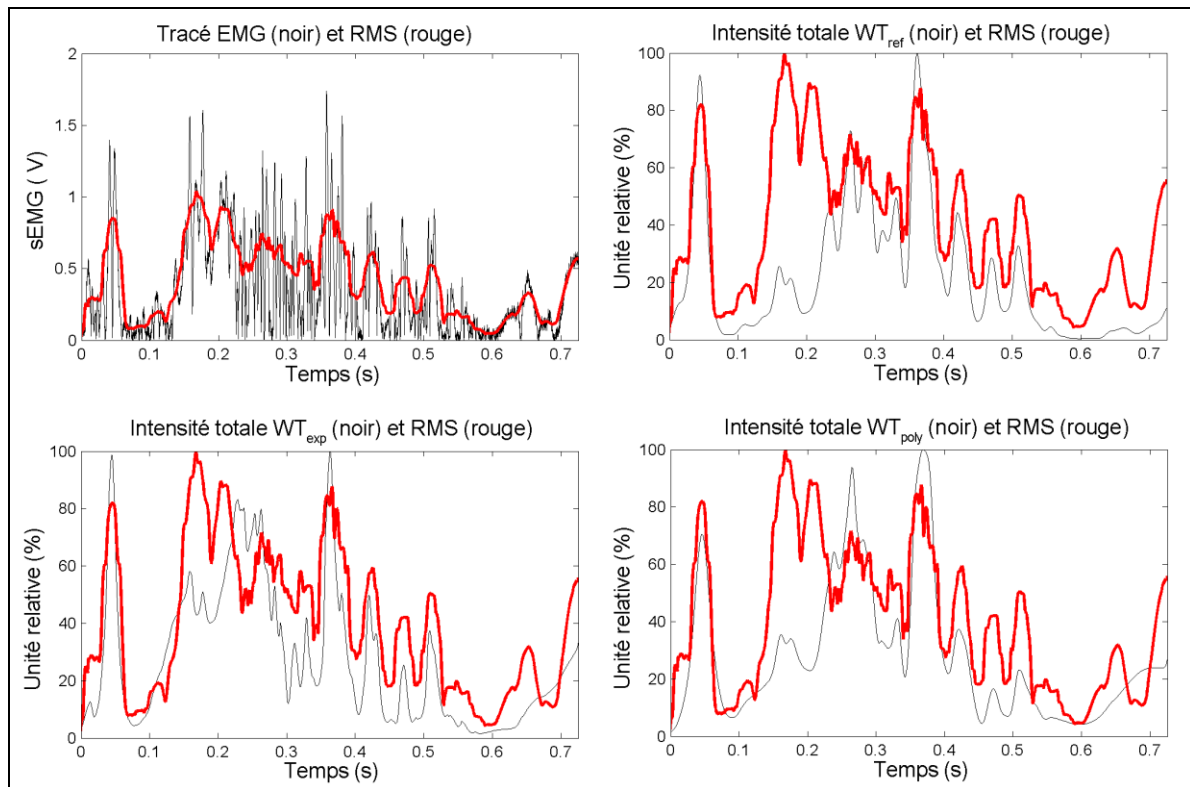 Tracé EMG (noir) et RMS (rouge)
sEMG ( V)
2
1.5
1
0.5
0
0 0.1 0.2 0.3 0.4 0.5 0.6 0.7
Temps (s)
Intensité totale WTref (noir) et RMS (rouge)
Unité relative (%)
100
80
60
40
20
0
0 0.1 0.2 0.3 0.4 0.5 0.6 0.7
Temps (s)
Intensité totale WTexp (noir) et RMS (rouge)
Unité relative (%)
100
80
60
40
20
0
0 0.1 0.2 0.3 0.4 0.5 0.6 0.7
Temps (s)
Intensité totale WTpoly (noir) et RMS (rouge)
Unité relative (%)
100
80
60
40
20
0
0 0.1 0.2 0.3 0.4 0.5 0.6 0.7
Temps (s)